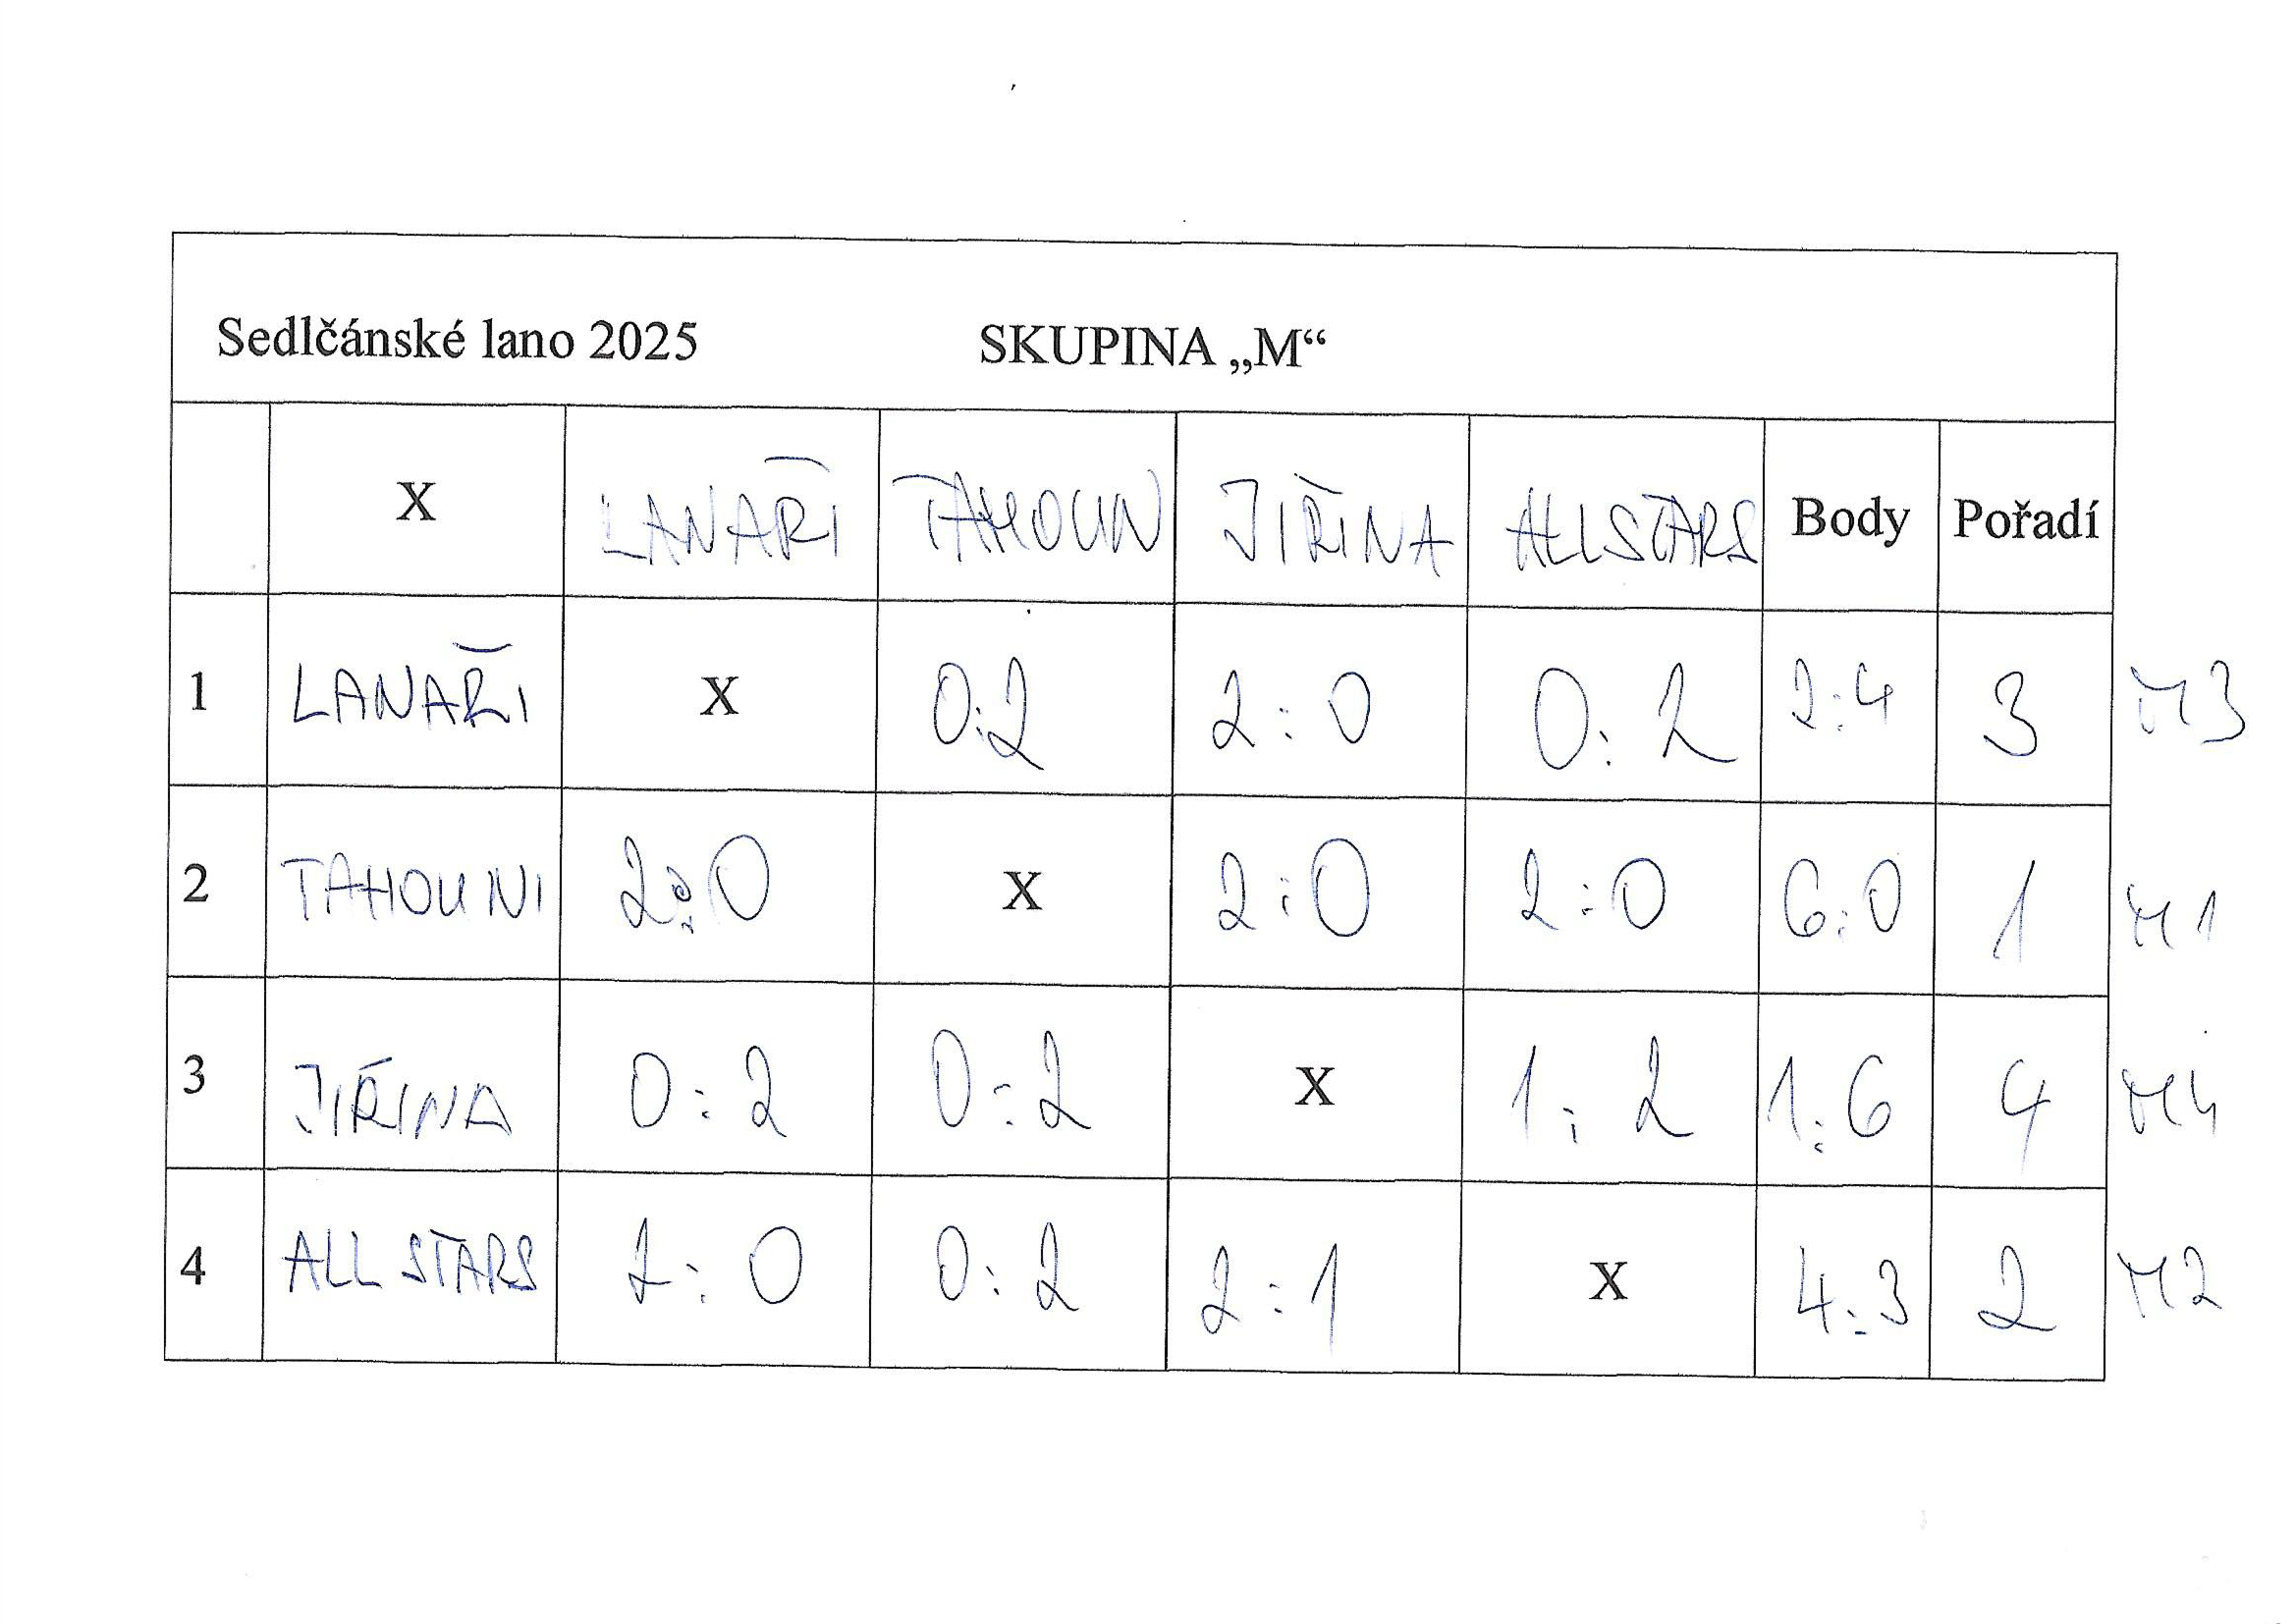 Sedlčánské lano 2025 SKUPINA „M“
X LANAŘI TAHOUN JIŘINA ALLSTARS Body Pořadí
1 LANAŘI X 0:2 2:0 0:2 2:4 3 M3
2 TAHOUNI 2:0 X 2:0 2:0 6:0 1 M1
3 JIŘINA 0:2 0:2 X 1:2 1:6 4 M4
4 ALL STARS 2:0 0:2 2:1 X 4:3 2 M2